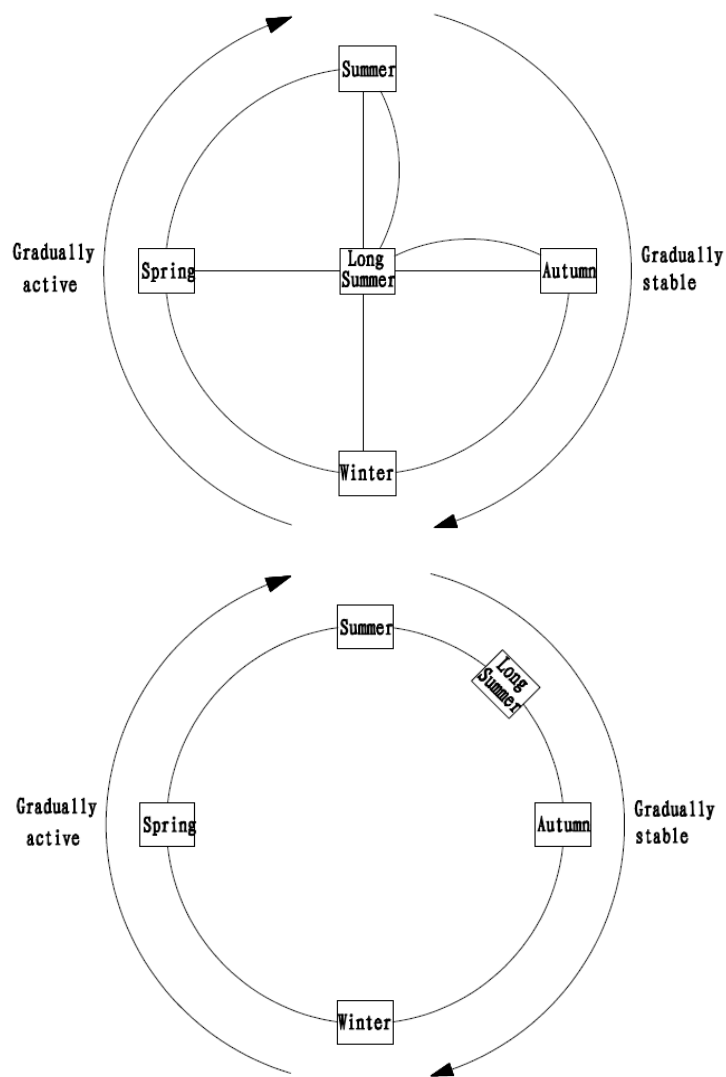 Summer
Gradually
active
Spring
Long
Summer
Autumn
Gradually
stable
Winter
Summer
Long
Summer
Gradually
active
Spring
Autumn
Gradually
stable
Winter